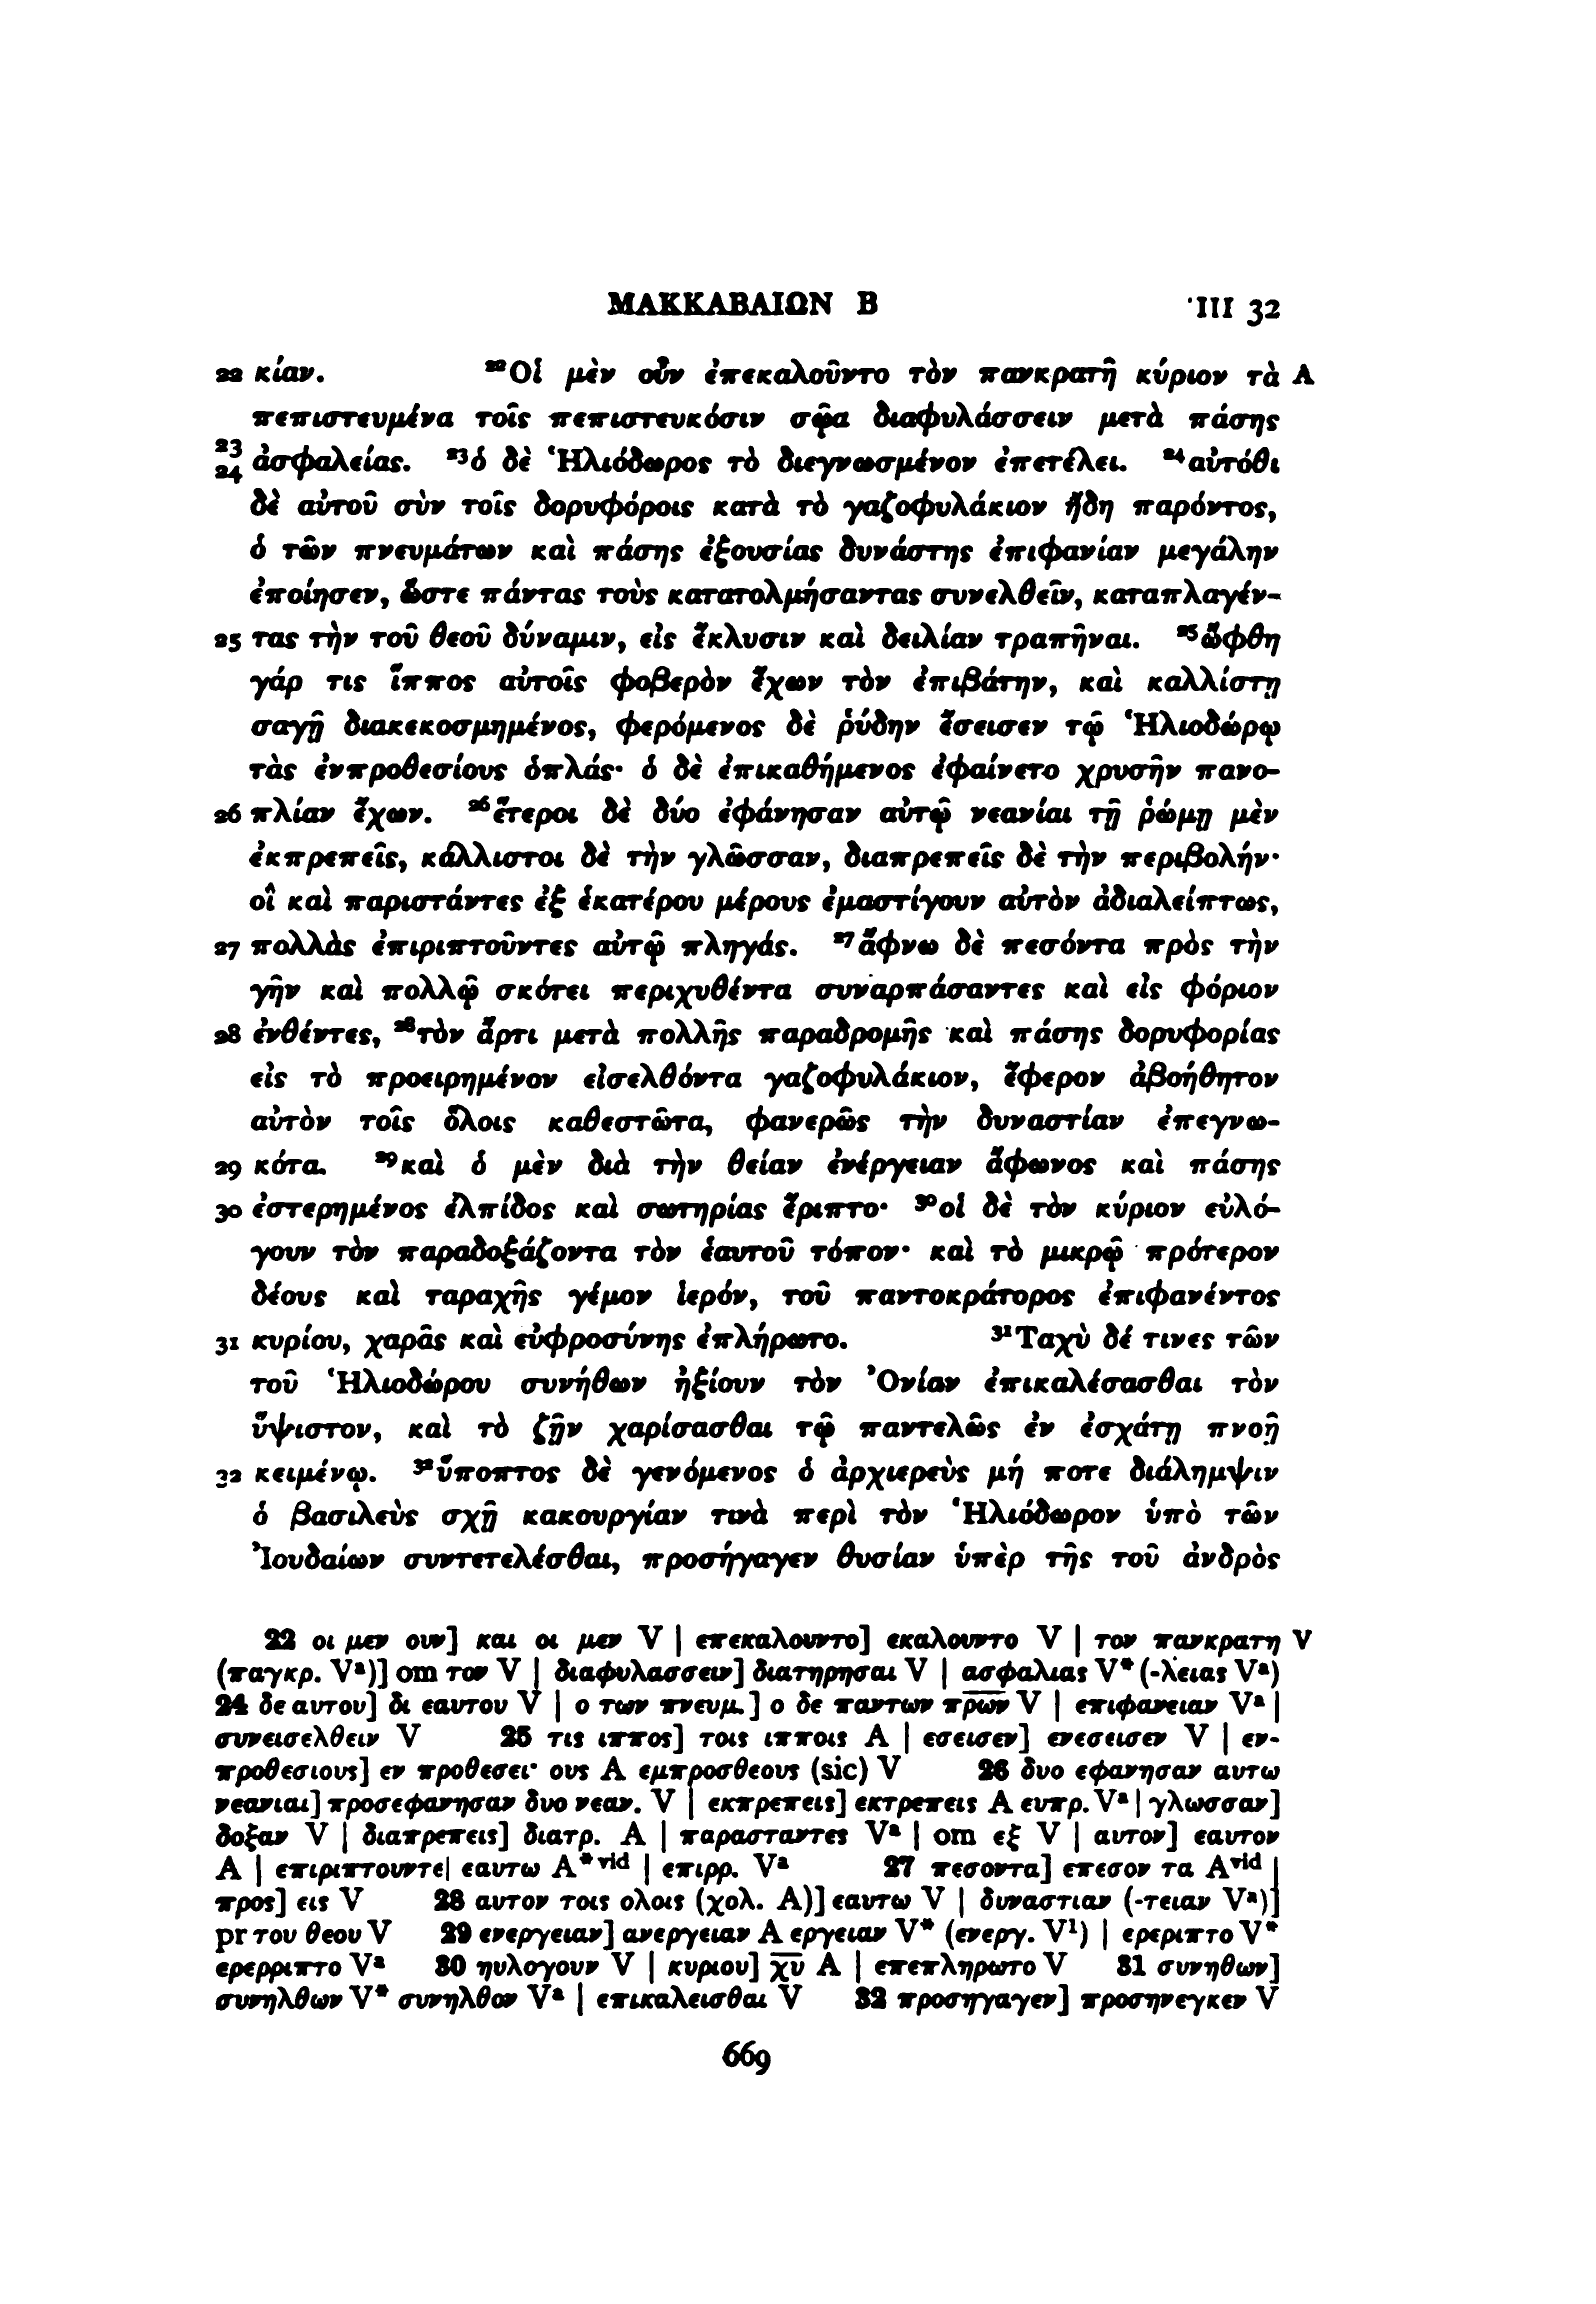 ΜΑΚΚΑΒΑΙΩΝ Β ΙΙΙ 32
22 κίαν. ²²Οἱ μὲν οὖν ἐπεκαλοῦντο τὸν πανκρατῆ κύριον τὰ A
πεπιστευμένα τοῖς πεπιστευκόσιν σῷα διαφυλάσσειν μετὰ πάσης
23 24 ἀσφαλείας. ²³ὁ δὲ Ἡλιόδωρος τὸ διεγνωσμένον ἐπετέλει. ²⁴αὐτόθι
δὲ αὐτοῦ σὺν τοῖς δορυφόροις κατὰ τὸ γαζοφυλάκιον ἤδη παρόντος,
ὁ τῶν πνευμάτων καὶ πάσης ἐξουσίας δυνάστης ἐπιφανίαν μεγάλην
ἐποίησεν, ὥστε πάντας τοὺς κατατολμήσαντας συνελθεῖν, καταπλαγέν-
25 τας τὴν τοῦ θεοῦ δύναμιν, εἰς ἔκλυσιν καὶ δειλίαν τραπῆναι. ²⁵ὤφθη
γάρ τις ἵππος αὐτοῖς φοβερὸν ἔχων τὸν ἐπιβάτην, καὶ καλλίστῃ
σαγῇ διακεκοσμημένος, φερόμενος δὲ ῥύδην ἔσεισεν τῷ Ἡλιοδώρῳ
τὰς ἐνπροθεσίους ὁπλάς· ὁ δὲ ἐπικαθήμενος ἐφαίνετο χρυσῆν πανο-
26 πλίαν ἔχων. ²⁶ἕτεροι δὲ δύο ἐφάνησαν αὐτῷ νεανίαι τῇ ῥώμῃ μὲν
ἐκπρεπεῖς, κάλλιστοι δὲ τὴν γλῶσσαν, διαπρεπεῖς δὲ τὴν περιβολήν·
οἳ καὶ παριστάντες ἐξ ἑκατέρου μέρους ἐμαστίγουν αὐτὸν ἀδιαλείπτως,
27 πολλὰς ἐπιριπτοῦντες αὐτῷ πληγάς. ²⁷ἄφνω δὲ πεσόντα πρὸς τὴν
γῆν καὶ πολλῷ σκότει περιχυθέντα συναρπάσαντες καὶ εἰς φόριον
28 ἐνθέντες, ²⁸τὸν ἄρτι μετὰ πολλῆς παραδρομῆς καὶ πάσης δορυφορίας
εἰς τὸ προειρημένον εἰσελθόντα γαζοφυλάκιον, ἔφερον ἀβοήθητον
αὐτὸν τοῖς ὅλοις καθεστῶτα, φανερῶς τὴν δυναστίαν ἐπεγνω-
29 κότα. ²⁹καὶ ὁ μὲν διὰ τὴν θείαν ἐνέργειαν ἄφωνος καὶ πάσης
30 ἐστερημένος ἐλπίδος καὶ σωτηρίας ἔριπτο· ³⁰οἱ δὲ τὸν κύριον εὐλό-
γουν τὸν παραδοξάζοντα τὸν ἑαυτοῦ τόπον· καὶ τὸ μικρῷ πρότερον
δέους καὶ ταραχῆς γέμον ἱερόν, τοῦ παντοκράτορος ἐπιφανέντος
31 κυρίου, χαρᾶς καὶ εὐφροσύνης ἐπλήρωτο. ³¹Ταχὺ δέ τινες τῶν
τοῦ Ἡλιοδώρου συνήθων ἠξίουν τὸν Ὀνίαν ἐπικαλέσασθαι τὸν
ὕψιστον, καὶ τὸ ζῇν χαρίσασθαι τῷ παντελῶς ἐν ἐσχάτῃ πνοῇ
32 κειμένῳ. ³²ὕποπτος δὲ γενόμενος ὁ ἀρχιερεὺς μή ποτε διάλημψιν
ὁ βασιλεὺς σχῇ κακουργίαν τινὰ περὶ τὸν Ἡλιόδωρον ὑπὸ τῶν
Ἰουδαίων συντετελέσθαι, προσήγαγεν θυσίαν ὑπὲρ τῆς τοῦ ἀνδρὸς
22 οι μεν ουν] και οι μεν V | επεκαλουντο] εκαλουντο V | τον πανκρατη V
(παγκρ. Vᵃ)] om τον V | διαφυλασσειν] διατηρησαι V | ασφαλιας V* (-λειας Vᵃ)
24 δε αυτου] δι εαυτου V | ο των πνευμ.] ο δε παντων π̅ρ̅ω̅ν̅ V | επιφανειαν Vᵃ |
συνεισελθειν V 25 τις ιππος] τοις ιπποις A | εσεισεν] ενεσεισεν V | εν-
προθεσιους] εν προθεσει· ους A εμπροσθεους (sic) V 26 δυο εφανησαν αυτω
νεανιαι] προσεφανησαν δυο νεαν. V | εκπρεπεις] εκτρεπεις A ευπρ. Vᵃ | γλωσσαν]
δοξαν V | διαπρεπεις] διατρ. A | παρασταντες Vᵃ | om εξ V | αυτον] εαυτον
A | επιριπτουντε| εαυτω A*ᵛⁱᵈ | επιρρ. Vᵃ 27 πεσοντα] επεσον τα Aᵛⁱᵈ |
προς] εις V 28 αυτον τοις ολοις (χολ. A)] εαυτω V | δυναστιαν (-τειαν Vᵃ)]
pr του θεου V 29 ενεργειαν] ανεργειαν A εργειαν V* (ενεργ. V¹) | ερεριπτο V*
ερερριπτο Vᵃ 30 ηυλογουν V | κυριου] χ̅υ̅ A | επεπληρωτο V 31 συνηθων]
συνηλθων V* συνηλθον Vᵃ | επικαλεισθαι V 32 προσηγαγεν] προσηνεγκεν V
669